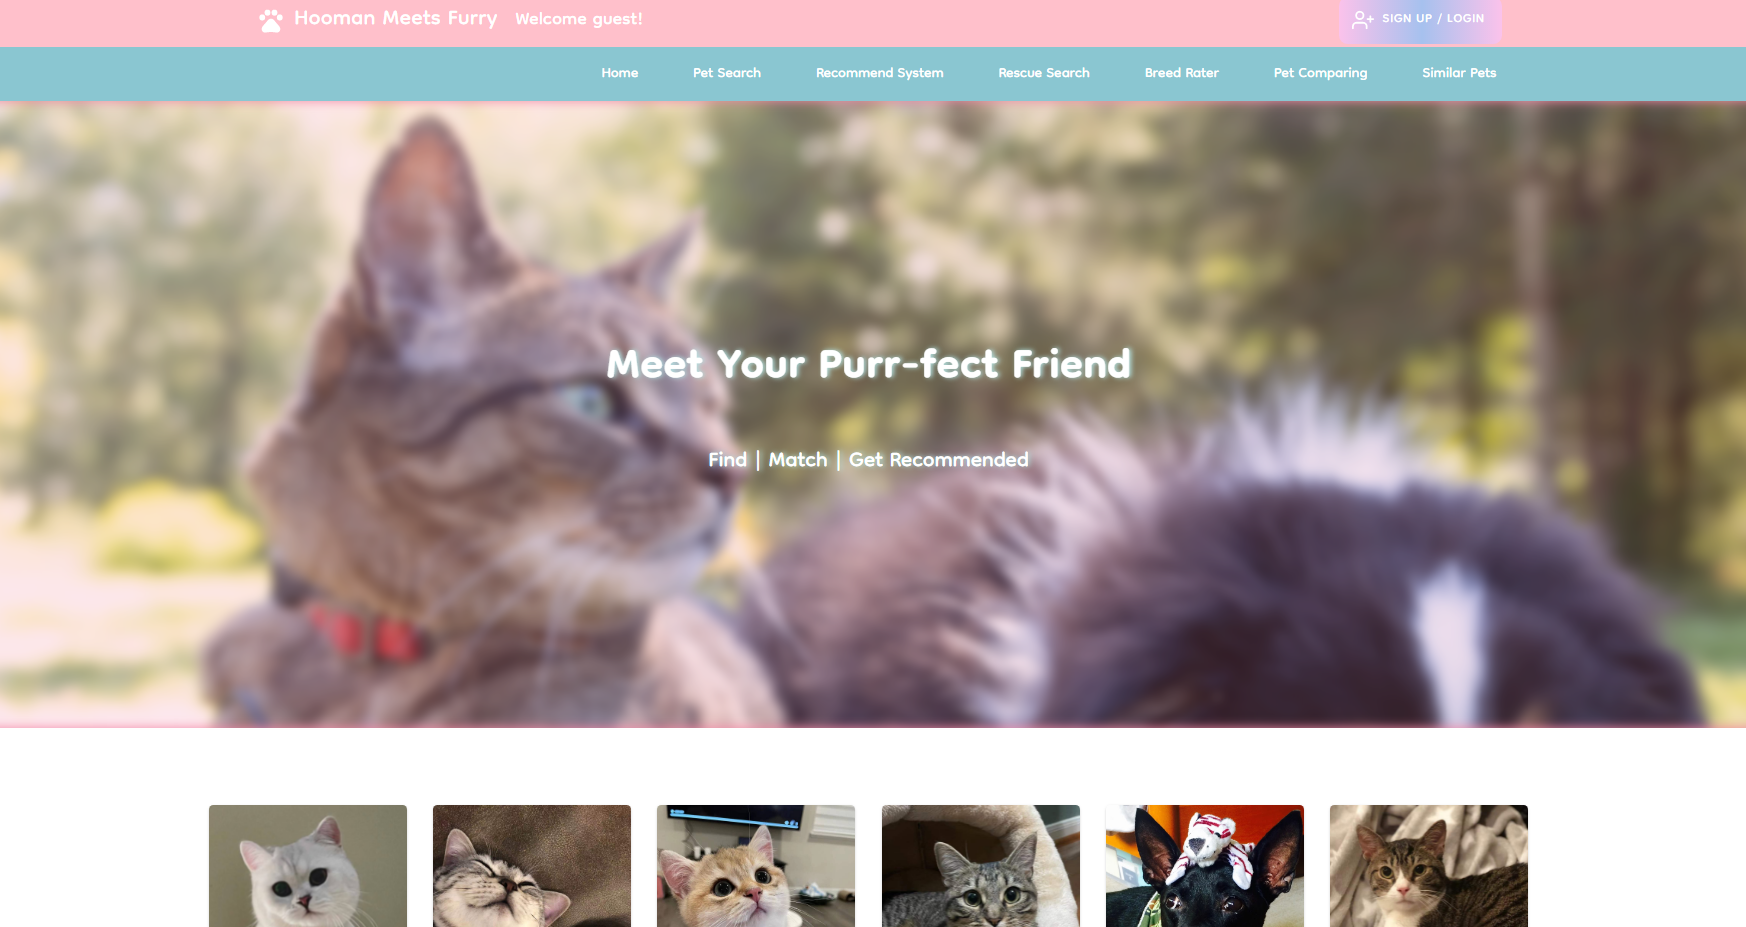 Hooman Meets Furry Welcome guest!
SIGN UP / LOGIN
Home Pet Search Recommend System Rescue Search Breed Rater Pet Comparing Similar Pets
Meet Your Purr-fect Friend
Find | Match | Get Recommended